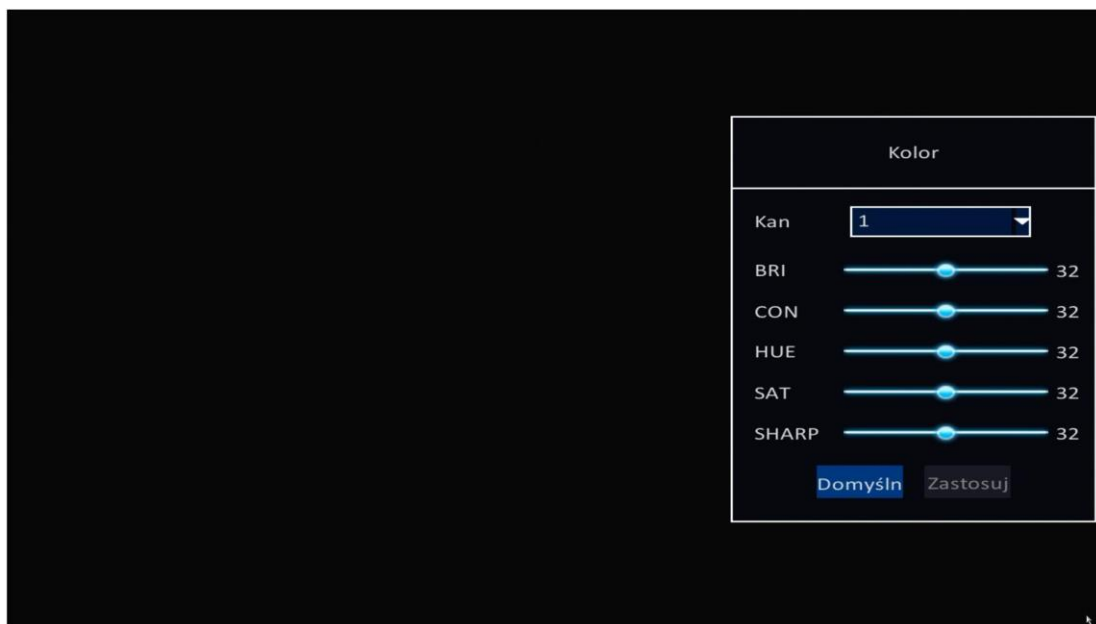 Kolor
Kan 1
BRI 32
CON 32
HUE 32
SAT 32
SHARP 32
Domyśln Zastosuj